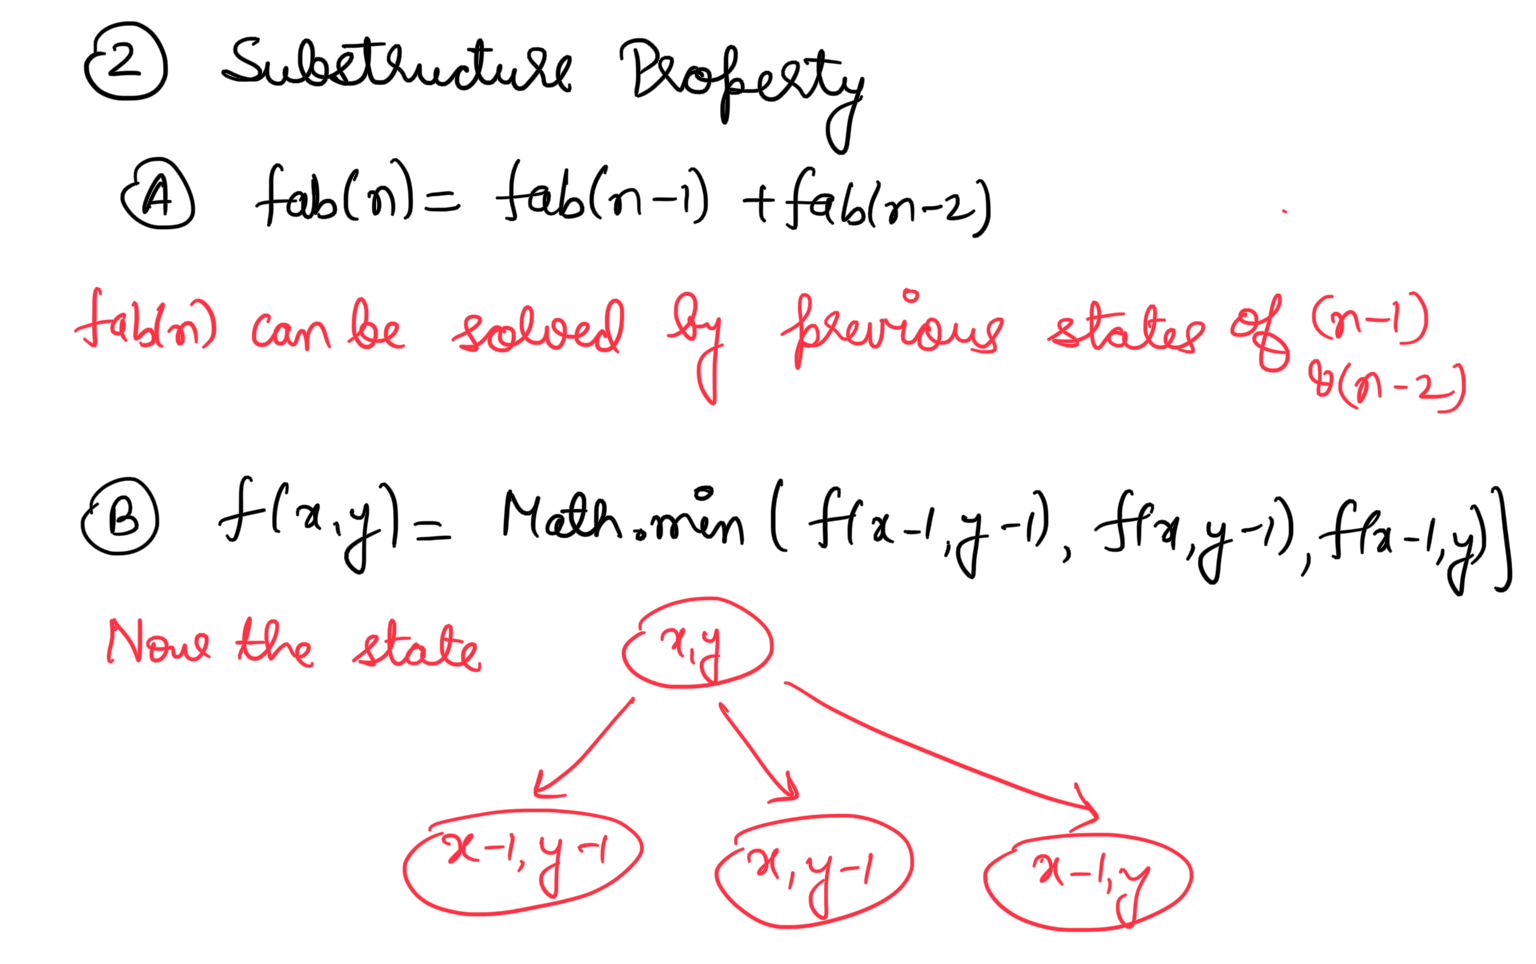 ② Substructure Property
Ⓐ fab(n) = fab(n-1) + fab(n-2)
fab(n) can be solved by previous states of (n-1)
&(n-2)
Ⓑ f(x,y) = Math.min ( f(x-1,y-1), f(x,y-1), f(x-1,y)]
Now the state x,y
x-1, y-1 x, y-1 x-1, y